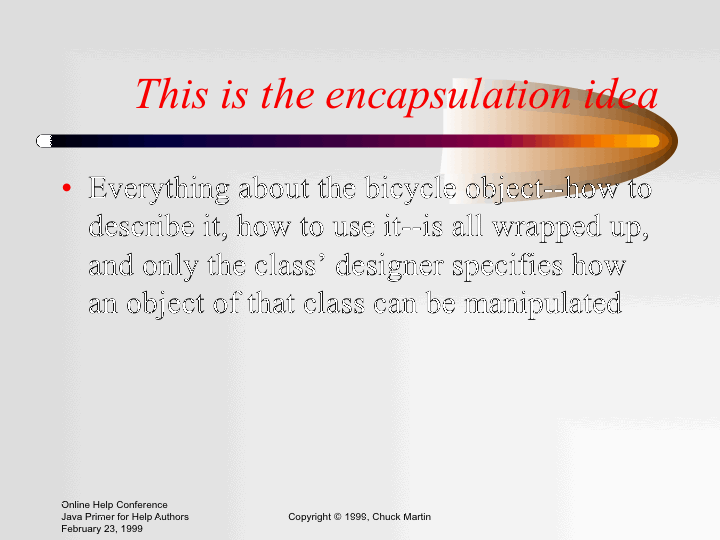 This is the encapsulation idea
• Everything about the bicycle object--how to
describe it, how to use it--is all wrapped up,
and only the class’ designer specifies how
an object of that class can be manipulated
Online Help Conference
Java Primer for Help Authors
February 23, 1999
Copyright © 1999, Chuck Martin